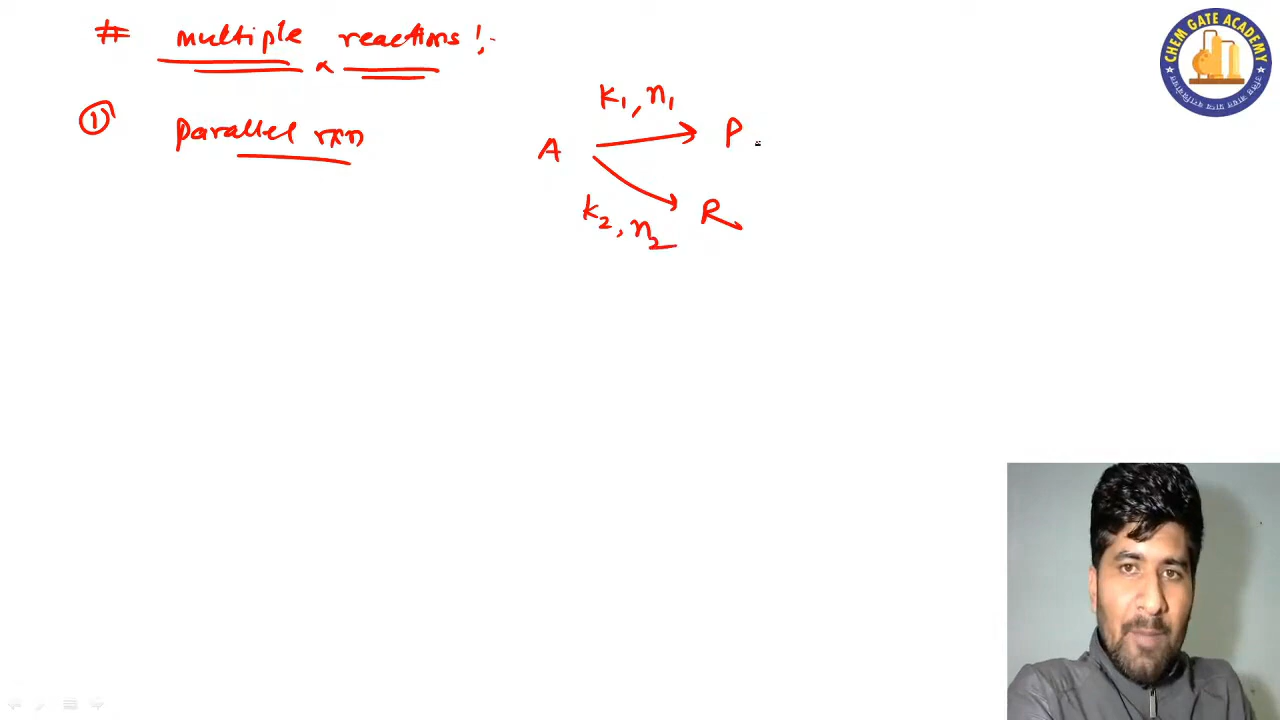 # multiple reactions :-
① parallel rxn
k1, n1
A → P
k2, n2
R
CHEM GATE ACADEMY